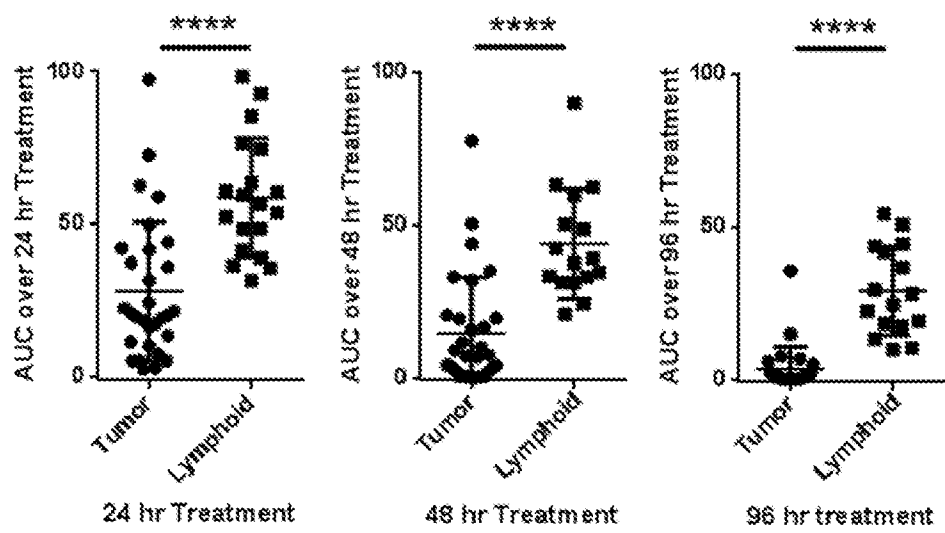 **** **** ****
AUC over 24 hr Treatment
100
50
0
Tumor
Lymphoid
24 hr Treatment
AUC over 48 hr Treatment
100
50
0
Tumor
Lymphoid
48 hr Treatment
AUC over 96 hr Treatment
100
50
0
Tumor
Lymphoid
96 hr treatment